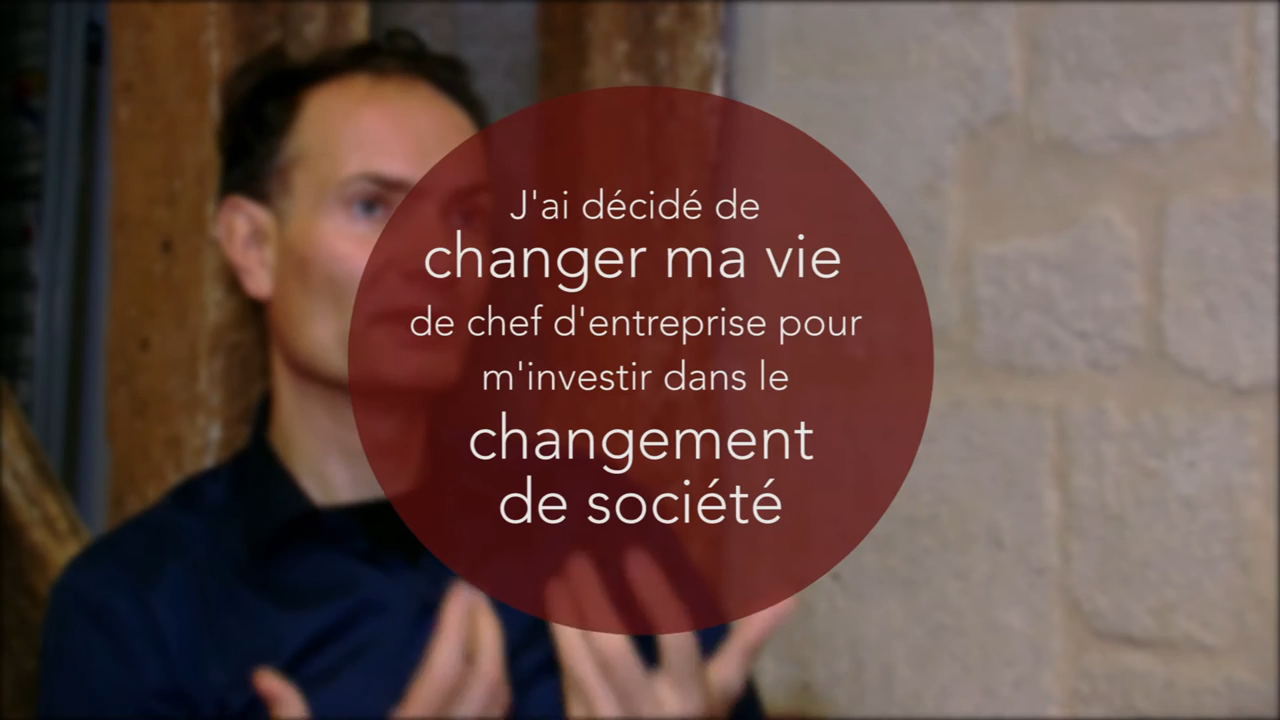 J'ai décidé de
changer ma vie
de chef d'entreprise pour
m'investir dans le
changement
de société